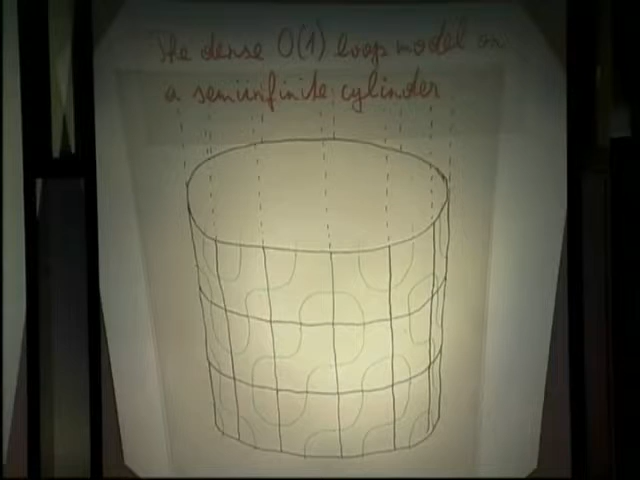 The dense O(1) loop model on
a semiinfinite cylinder